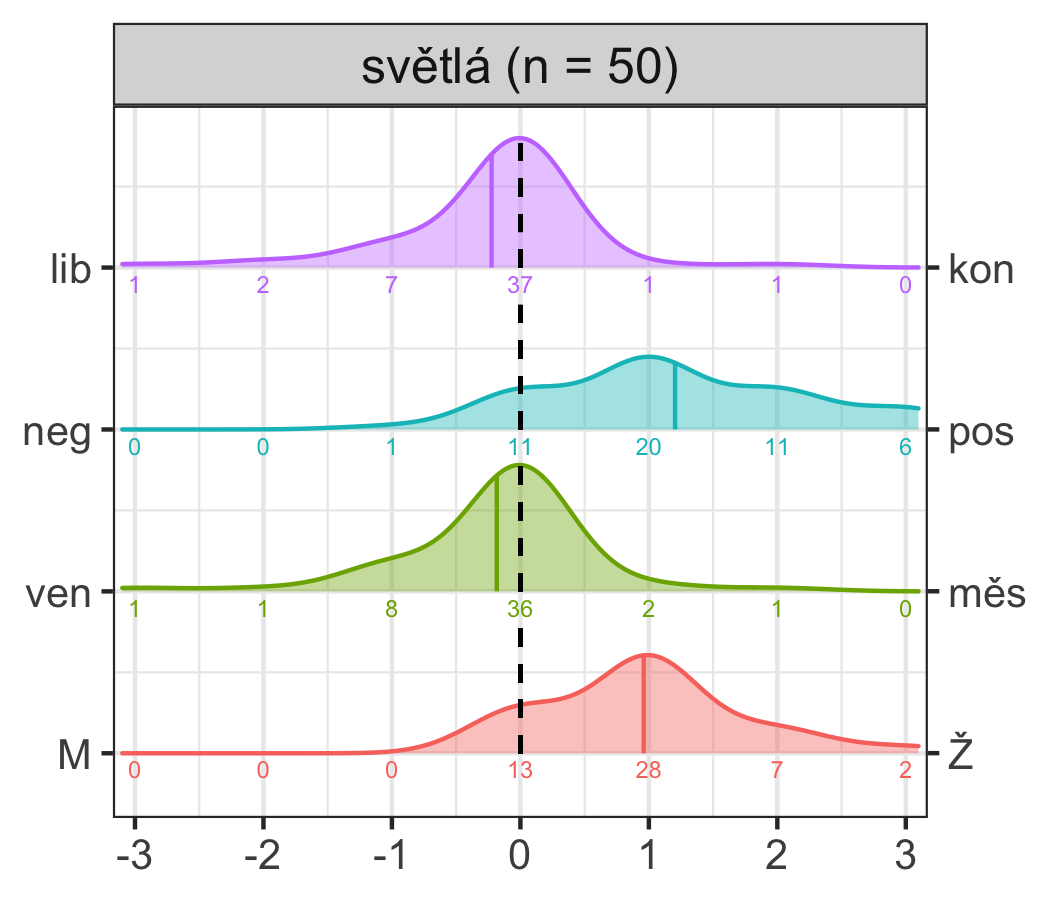 světlá (n = 50)
lib kon
1 2 7 37 1 1 0
neg pos
0 0 1 11 20 11 6
ven měs
1 1 8 36 2 1 0
M Ž
0 0 0 13 28 7 2
-3 -2 -1 0 1 2 3